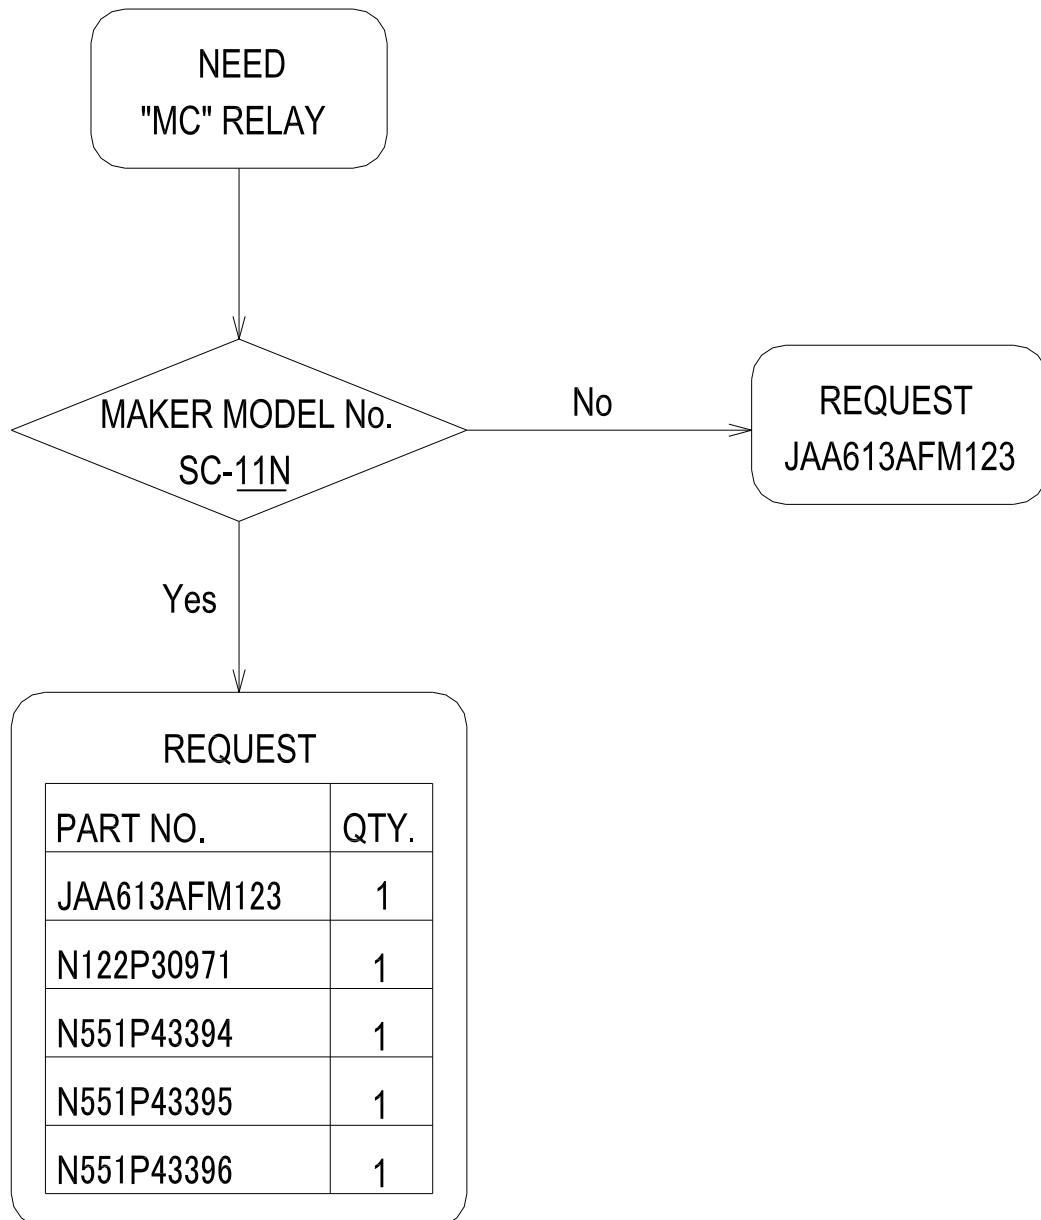 NEED
"MC" RELAY
MAKER MODEL No.
SC-11N
No
REQUEST
JAA613AFM123
Yes
REQUEST
PART NO. QTY.
JAA613AFM123 1
N122P30971 1
N551P43394 1
N551P43395 1
N551P43396 1